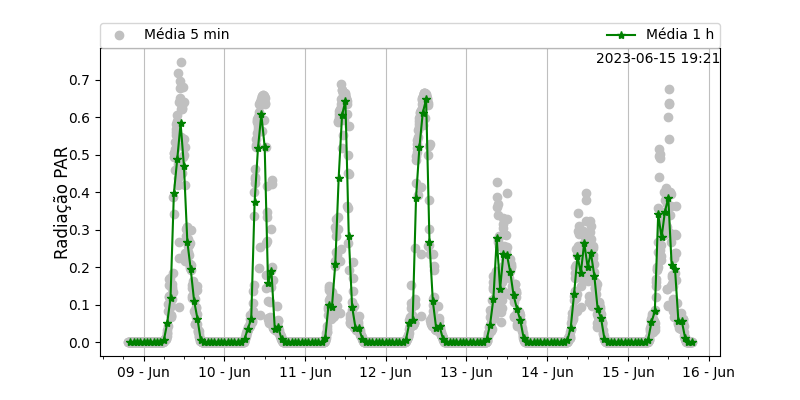 Média 5 min
Média 1 h
2023-06-15 19:21
Radiação PAR
0.7
0.6
0.5
0.4
0.3
0.2
0.1
0.0
09 - Jun
10 - Jun
11 - Jun
12 - Jun
13 - Jun
14 - Jun
15 - Jun
16 - Jun